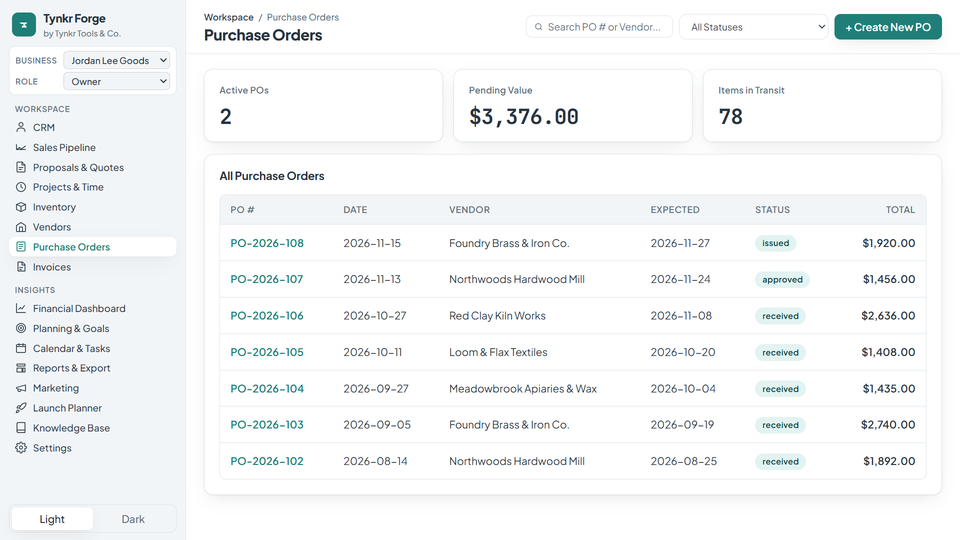 Tynkr Forge
by Tynkr Tools & Co.
BUSINESS Jordan Lee Goods
ROLE Owner
WORKSPACE
CRM
Sales Pipeline
Proposals & Quotes
Projects & Time
Inventory
Vendors
Purchase Orders
Invoices
INSIGHTS
Financial Dashboard
Planning & Goals
Calendar & Tasks
Reports & Export
Marketing
Launch Planner
Knowledge Base
Settings
Light Dark
Workspace / Purchase Orders
Purchase Orders
Search PO # or Vendor...
All Statuses
+ Create New PO
Active POs
2
Pending Value
$3,376.00
Items in Transit
78
All Purchase Orders
PO # DATE VENDOR EXPECTED STATUS TOTAL
PO-2026-108 2026-11-15 Foundry Brass & Iron Co. 2026-11-27 issued $1,920.00
PO-2026-107 2026-11-13 Northwoods Hardwood Mill 2026-11-24 approved $1,456.00
PO-2026-106 2026-10-27 Red Clay Kiln Works 2026-11-08 received $2,636.00
PO-2026-105 2026-10-11 Loom & Flax Textiles 2026-10-20 received $1,408.00
PO-2026-104 2026-09-27 Meadowbrook Apiaries & Wax 2026-10-04 received $1,435.00
PO-2026-103 2026-09-05 Foundry Brass & Iron Co. 2026-09-19 received $2,740.00
PO-2026-102 2026-08-14 Northwoods Hardwood Mill 2026-08-25 received $1,892.00